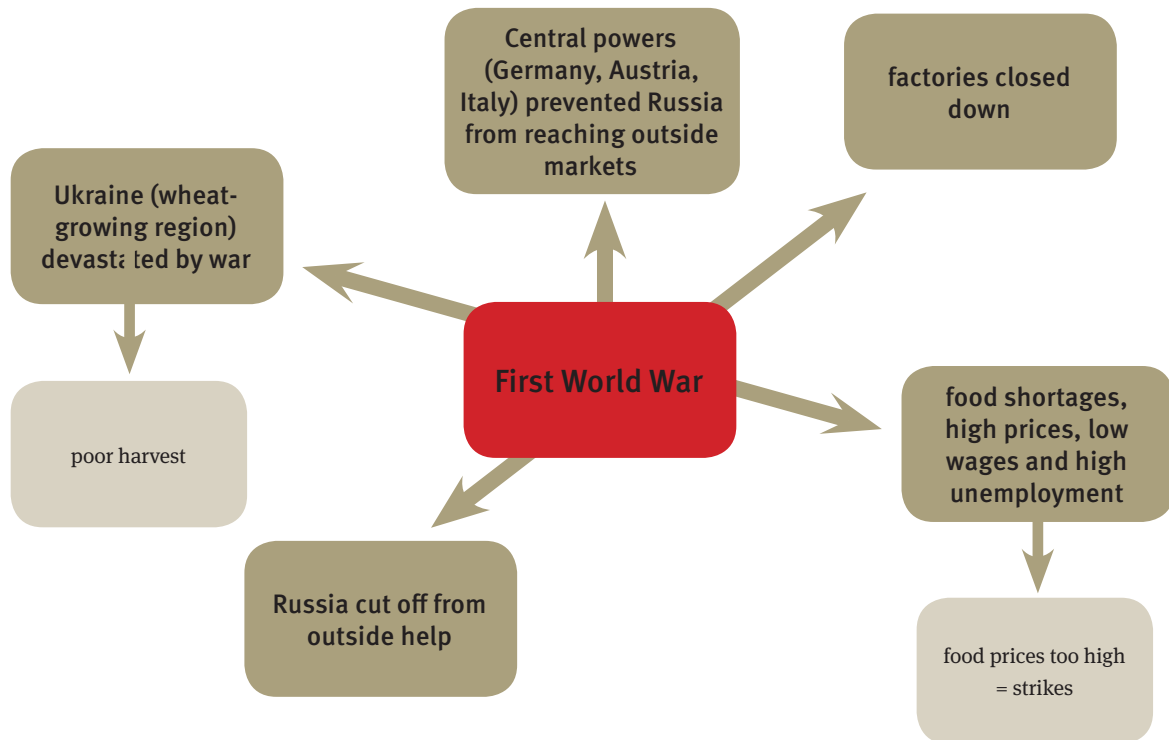 Central powers
(Germany, Austria,
Italy) prevented Russia
from reaching outside
markets
factories closed
down
Ukraine (wheat-
growing region)
devastated by war
First World War
poor harvest
food shortages,
high prices, low
wages and high
unemployment
Russia cut off from
outside help
food prices too high
= strikes